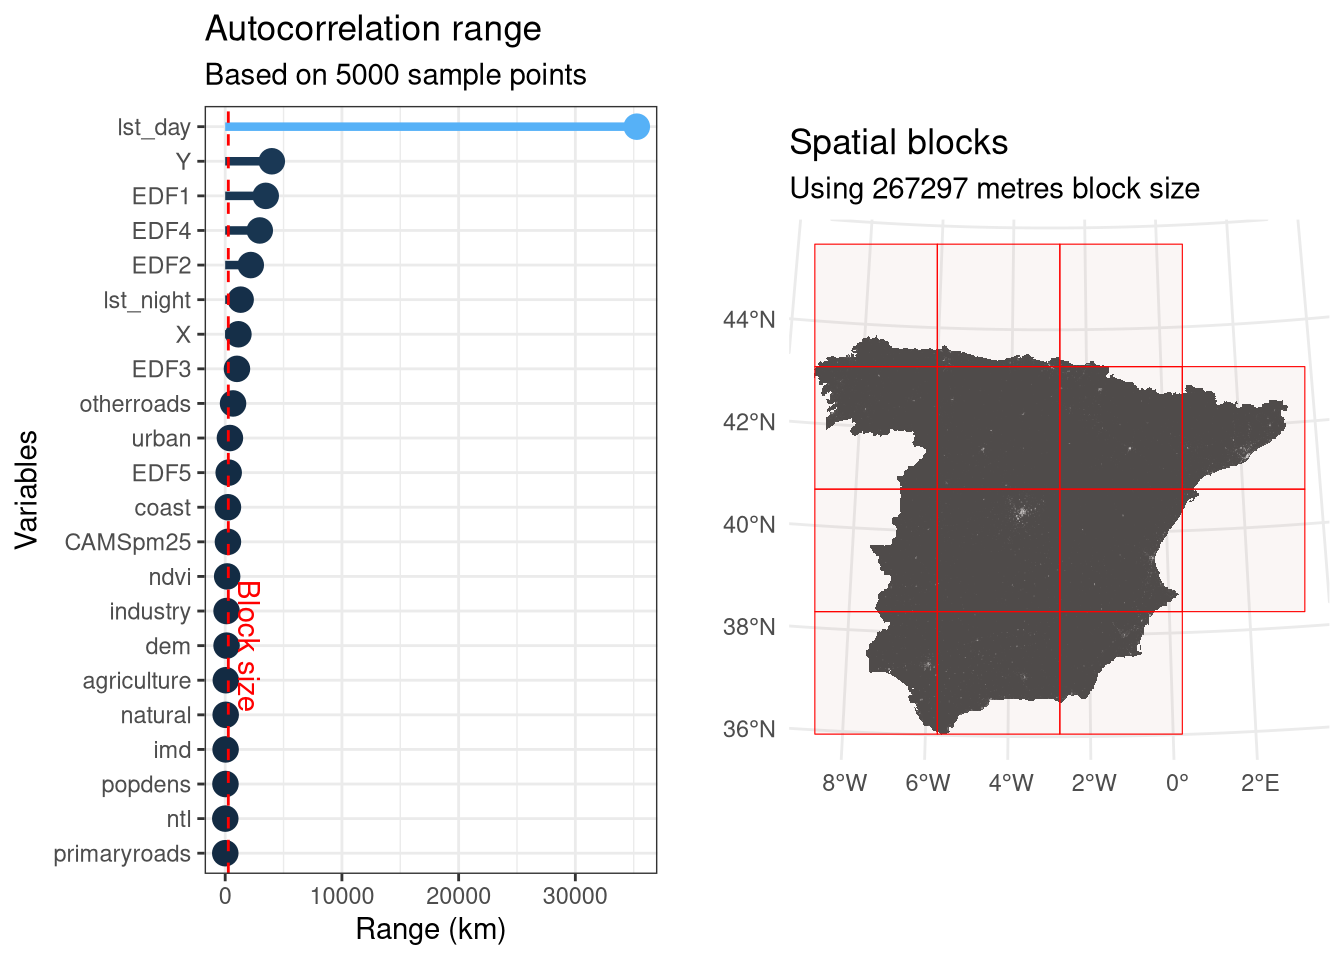 Autocorrelation range
Based on 5000 sample points
Variables
lst_day
Y
EDF1
EDF4
EDF2
lst_night
X
EDF3
otherroads
urban
EDF5
coast
CAMSpm25
ndvi
industry
dem
agriculture
natural
imd
popdens
ntl
primaryroads
Block size
0 10000 20000 30000
Range (km)
Spatial blocks
Using 267297 metres block size
44°N
42°N
40°N
38°N
36°N
8°W 6°W 4°W 2°W 0° 2°E